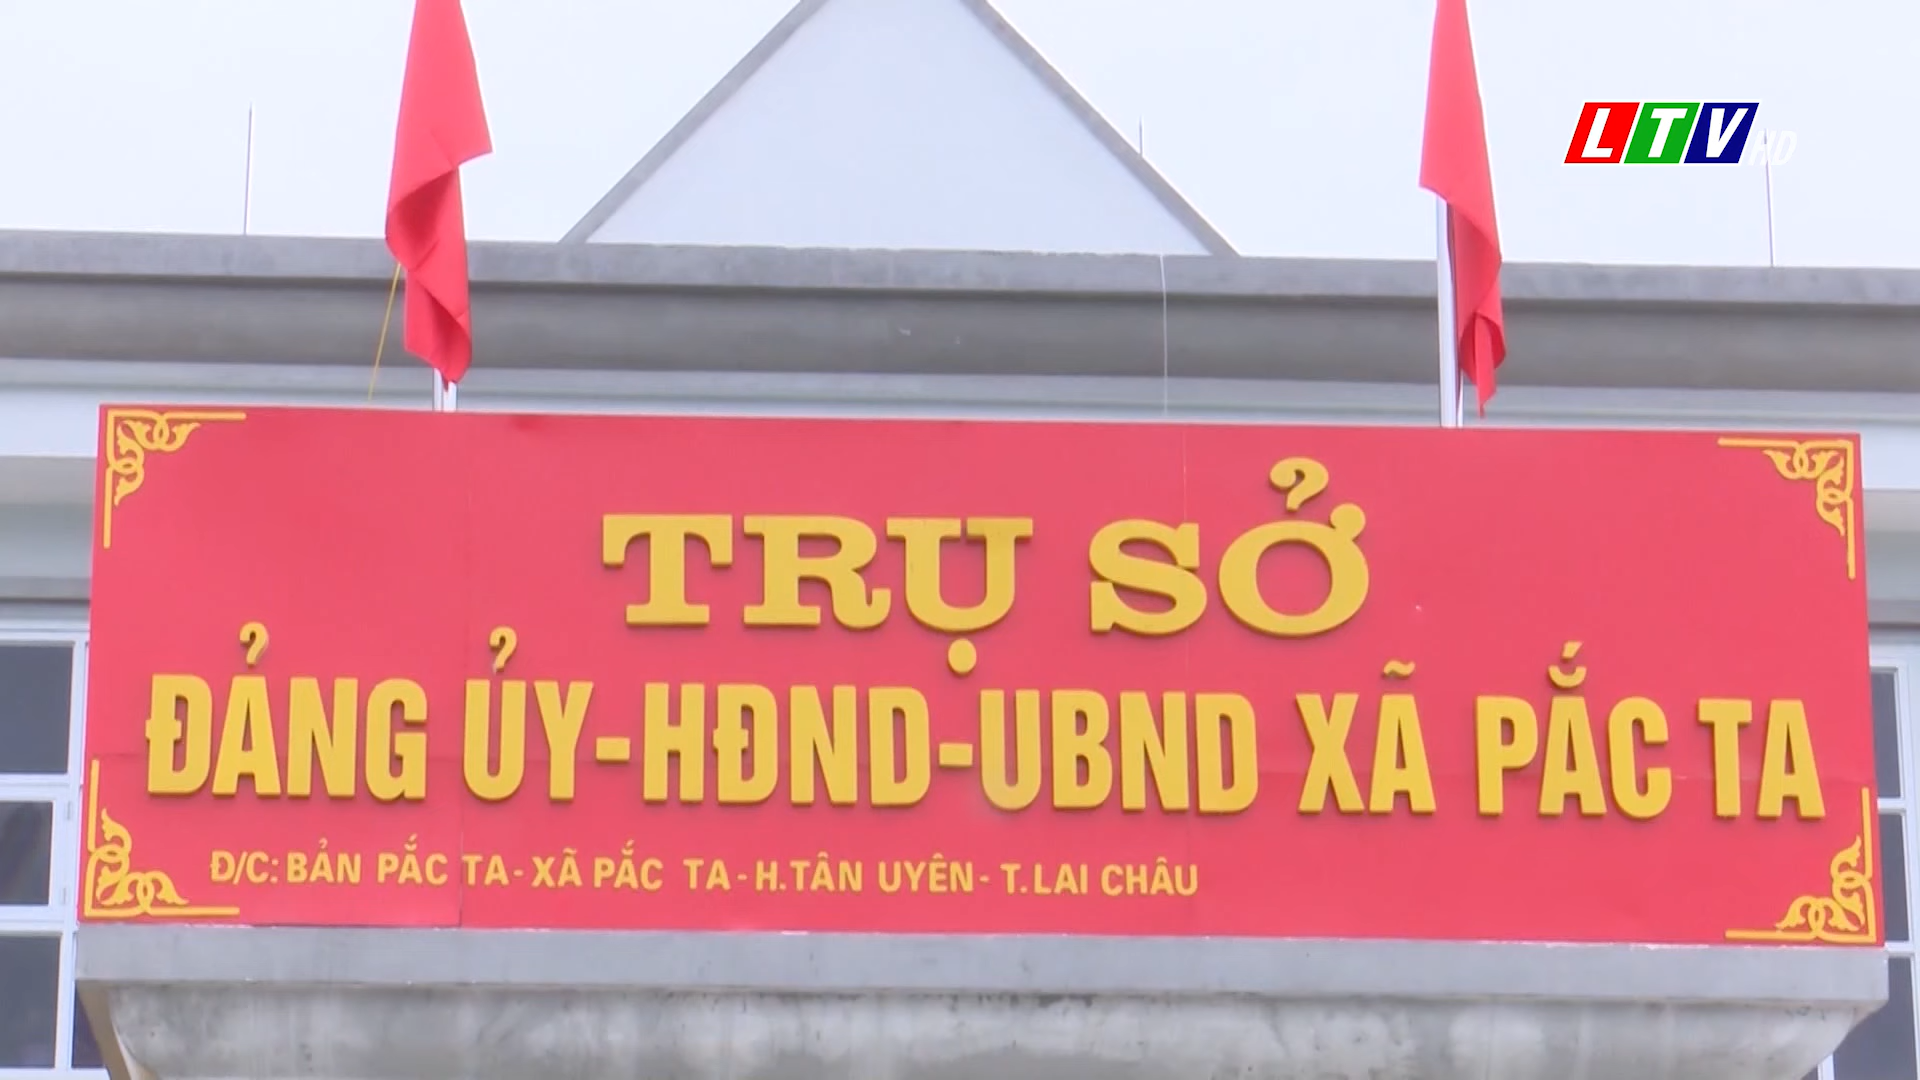 LTV HD
TRỤ SỞ
ĐẢNG ỦY-HĐND-UBND XÃ PẮC TA
Đ/C: BẢN PẮC TA - XÃ PẮC TA - H.TÂN UYÊN - T.LAI CHÂU